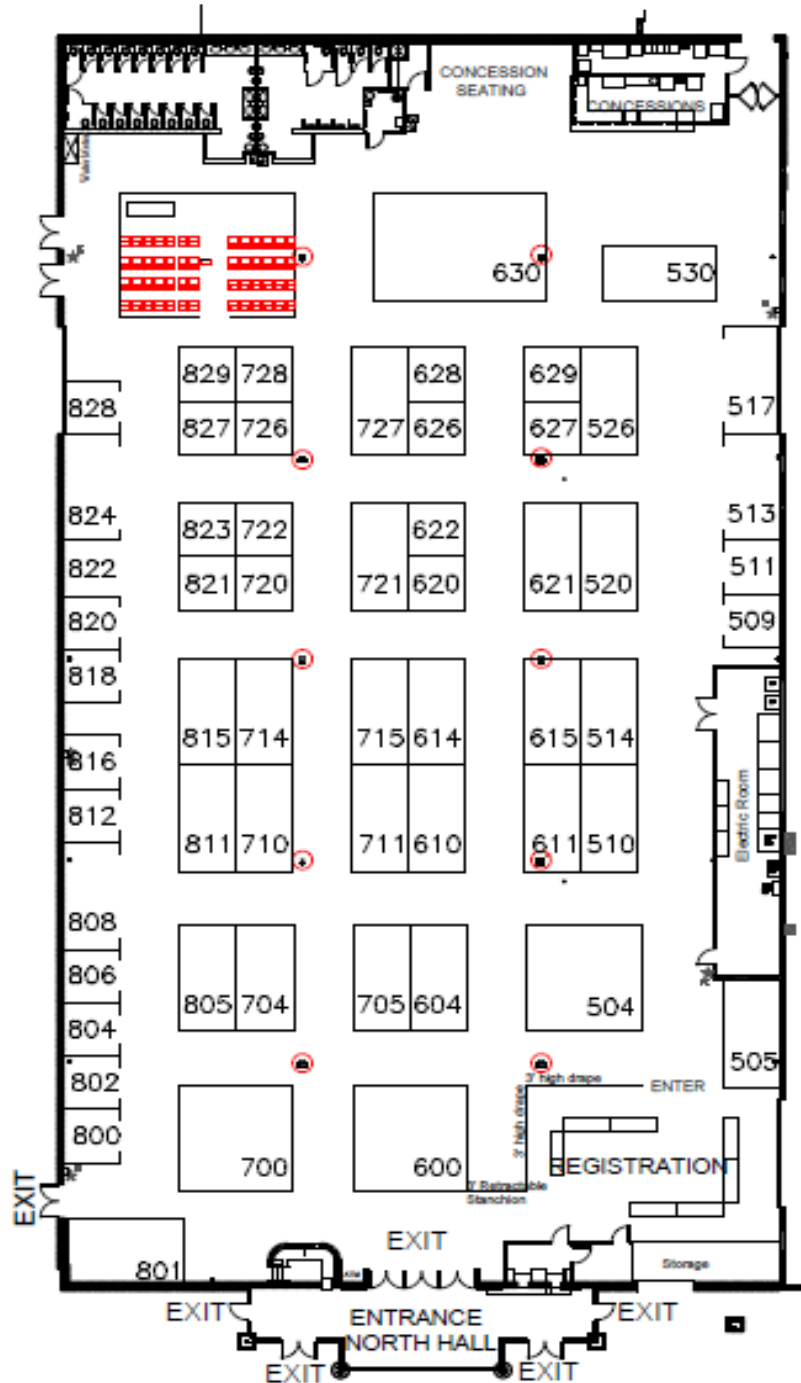 CONCESSION
SEATING
CONCESSIONS
630
530
829 728
628
629
828
827 726
727 626
627 526
517
824
823 722
622
513
822
821 720
721 620
621 520
511
820
509
818
815 714
715 614
615 514
816
812
811 710
711 610
611 510
Electric Room
808
806
805 704
705 604
504
804
505
3' high drape
ENTER
802
3' high drape
800
700
600
REGISTRATION
3' Retractable
Stanchion
EXIT
EXIT
801
Storage
EXIT
ENTRANCE
NORTH HALL
EXIT
EXIT
EXIT